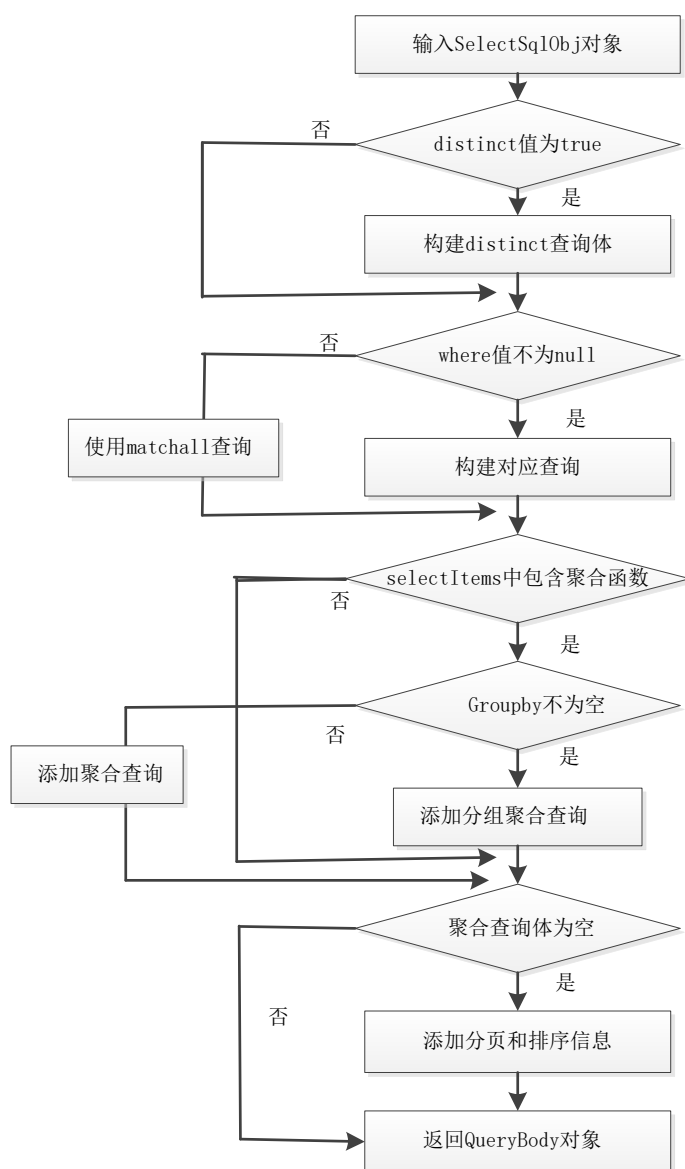 输入SelectSqlObj对象
否
distinct值为true
是
构建distinct查询体
否
where值不为null
是
使用matchall查询
构建对应查询
selectItems中包含聚合函数
否
是
Groupby不为空
否
是
添加聚合查询
添加分组聚合查询
聚合查询体为空
是
否
添加分页和排序信息
返回QueryBody对象